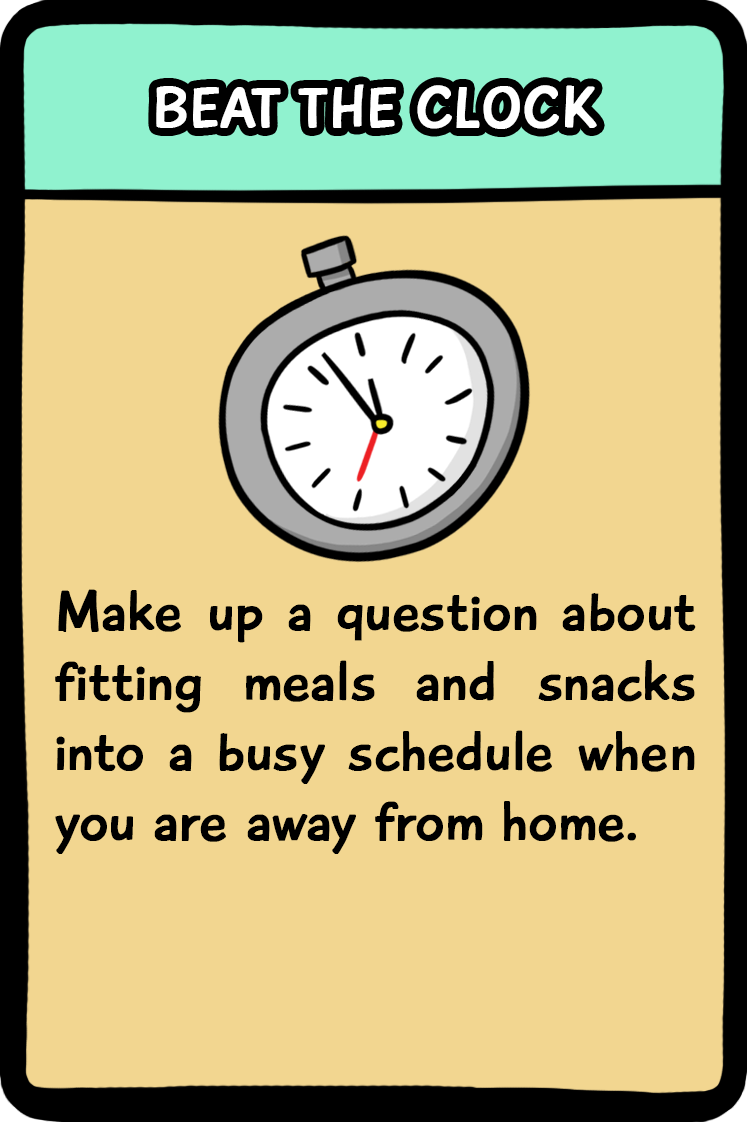 BEAT THE CLOCK
Make up a question about
fitting meals and snacks
into a busy schedule when
you are away from home.